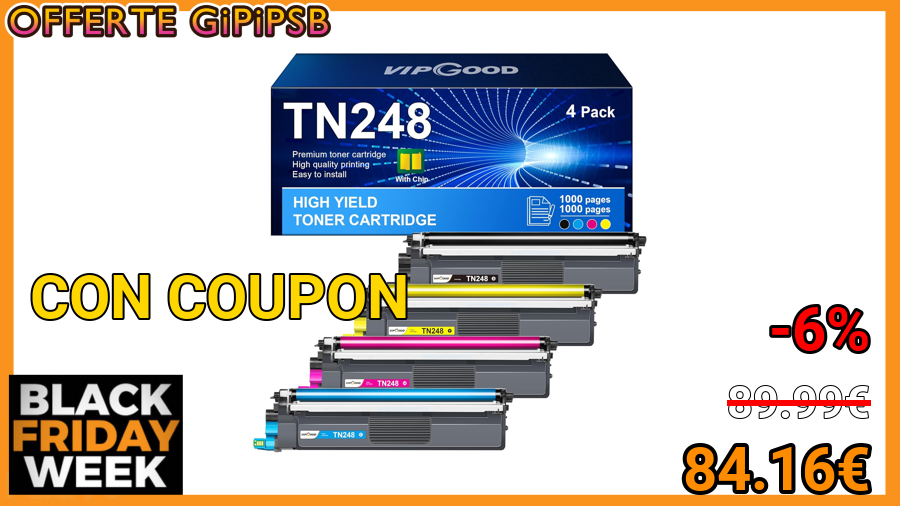 OFFERTE GiPiPSB
VIPGOOD
TN248
4 Pack
Premium toner cartridge
High quality printing
Easy to install
With Chip
HIGH YIELD
TONER CARTRIDGE
1000 pages
1000 pages
TN248
CON COUPON
VIPGOOD
TN248
TN248
TN248
-6%
89.99€
84.16€
BLACK
FRIDAY
WEEK